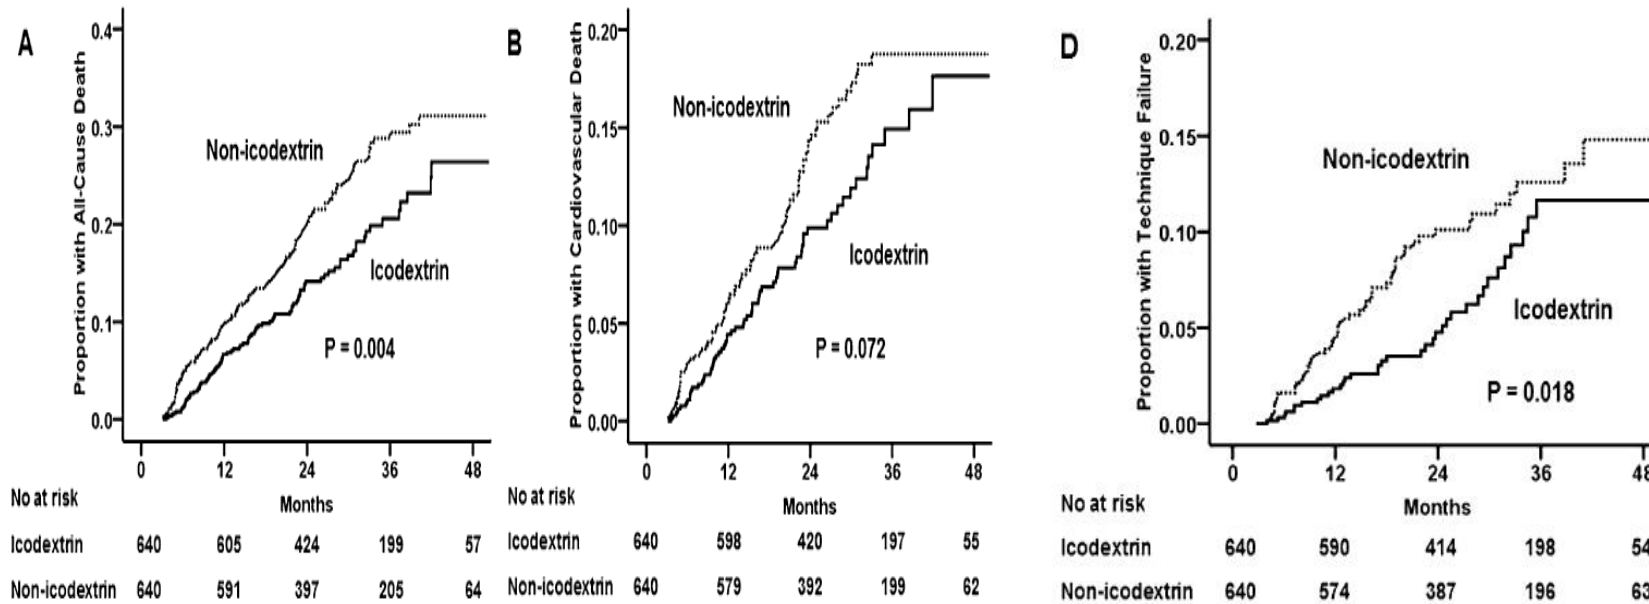 A
Proportion with All-Cause Death
0.4
0.3
0.2
0.1
0.0
Non-icodextrin
Icodextrin
P = 0.004
0 12 24 36 48
Months
No at risk
Icodextrin 640 605 424 199 57
Non-icodextrin 640 591 397 205 64
B
Proportion with Cardiovascular Death
0.20
0.15
0.10
0.05
0.00
Non-icodextrin
Icodextrin
P = 0.072
0 12 24 36 48
Months
No at risk
Icodextrin 640 598 420 197 55
Non-icodextrin 640 579 392 199 62
D
Proportion with Technique Failure
0.20
0.15
0.10
0.05
0.00
Non-icodextrin
Icodextrin
P = 0.018
0 12 24 36 48
Months
No at risk
Icodextrin 640 590 414 198 54
Non-icodextrin 640 574 387 196 63